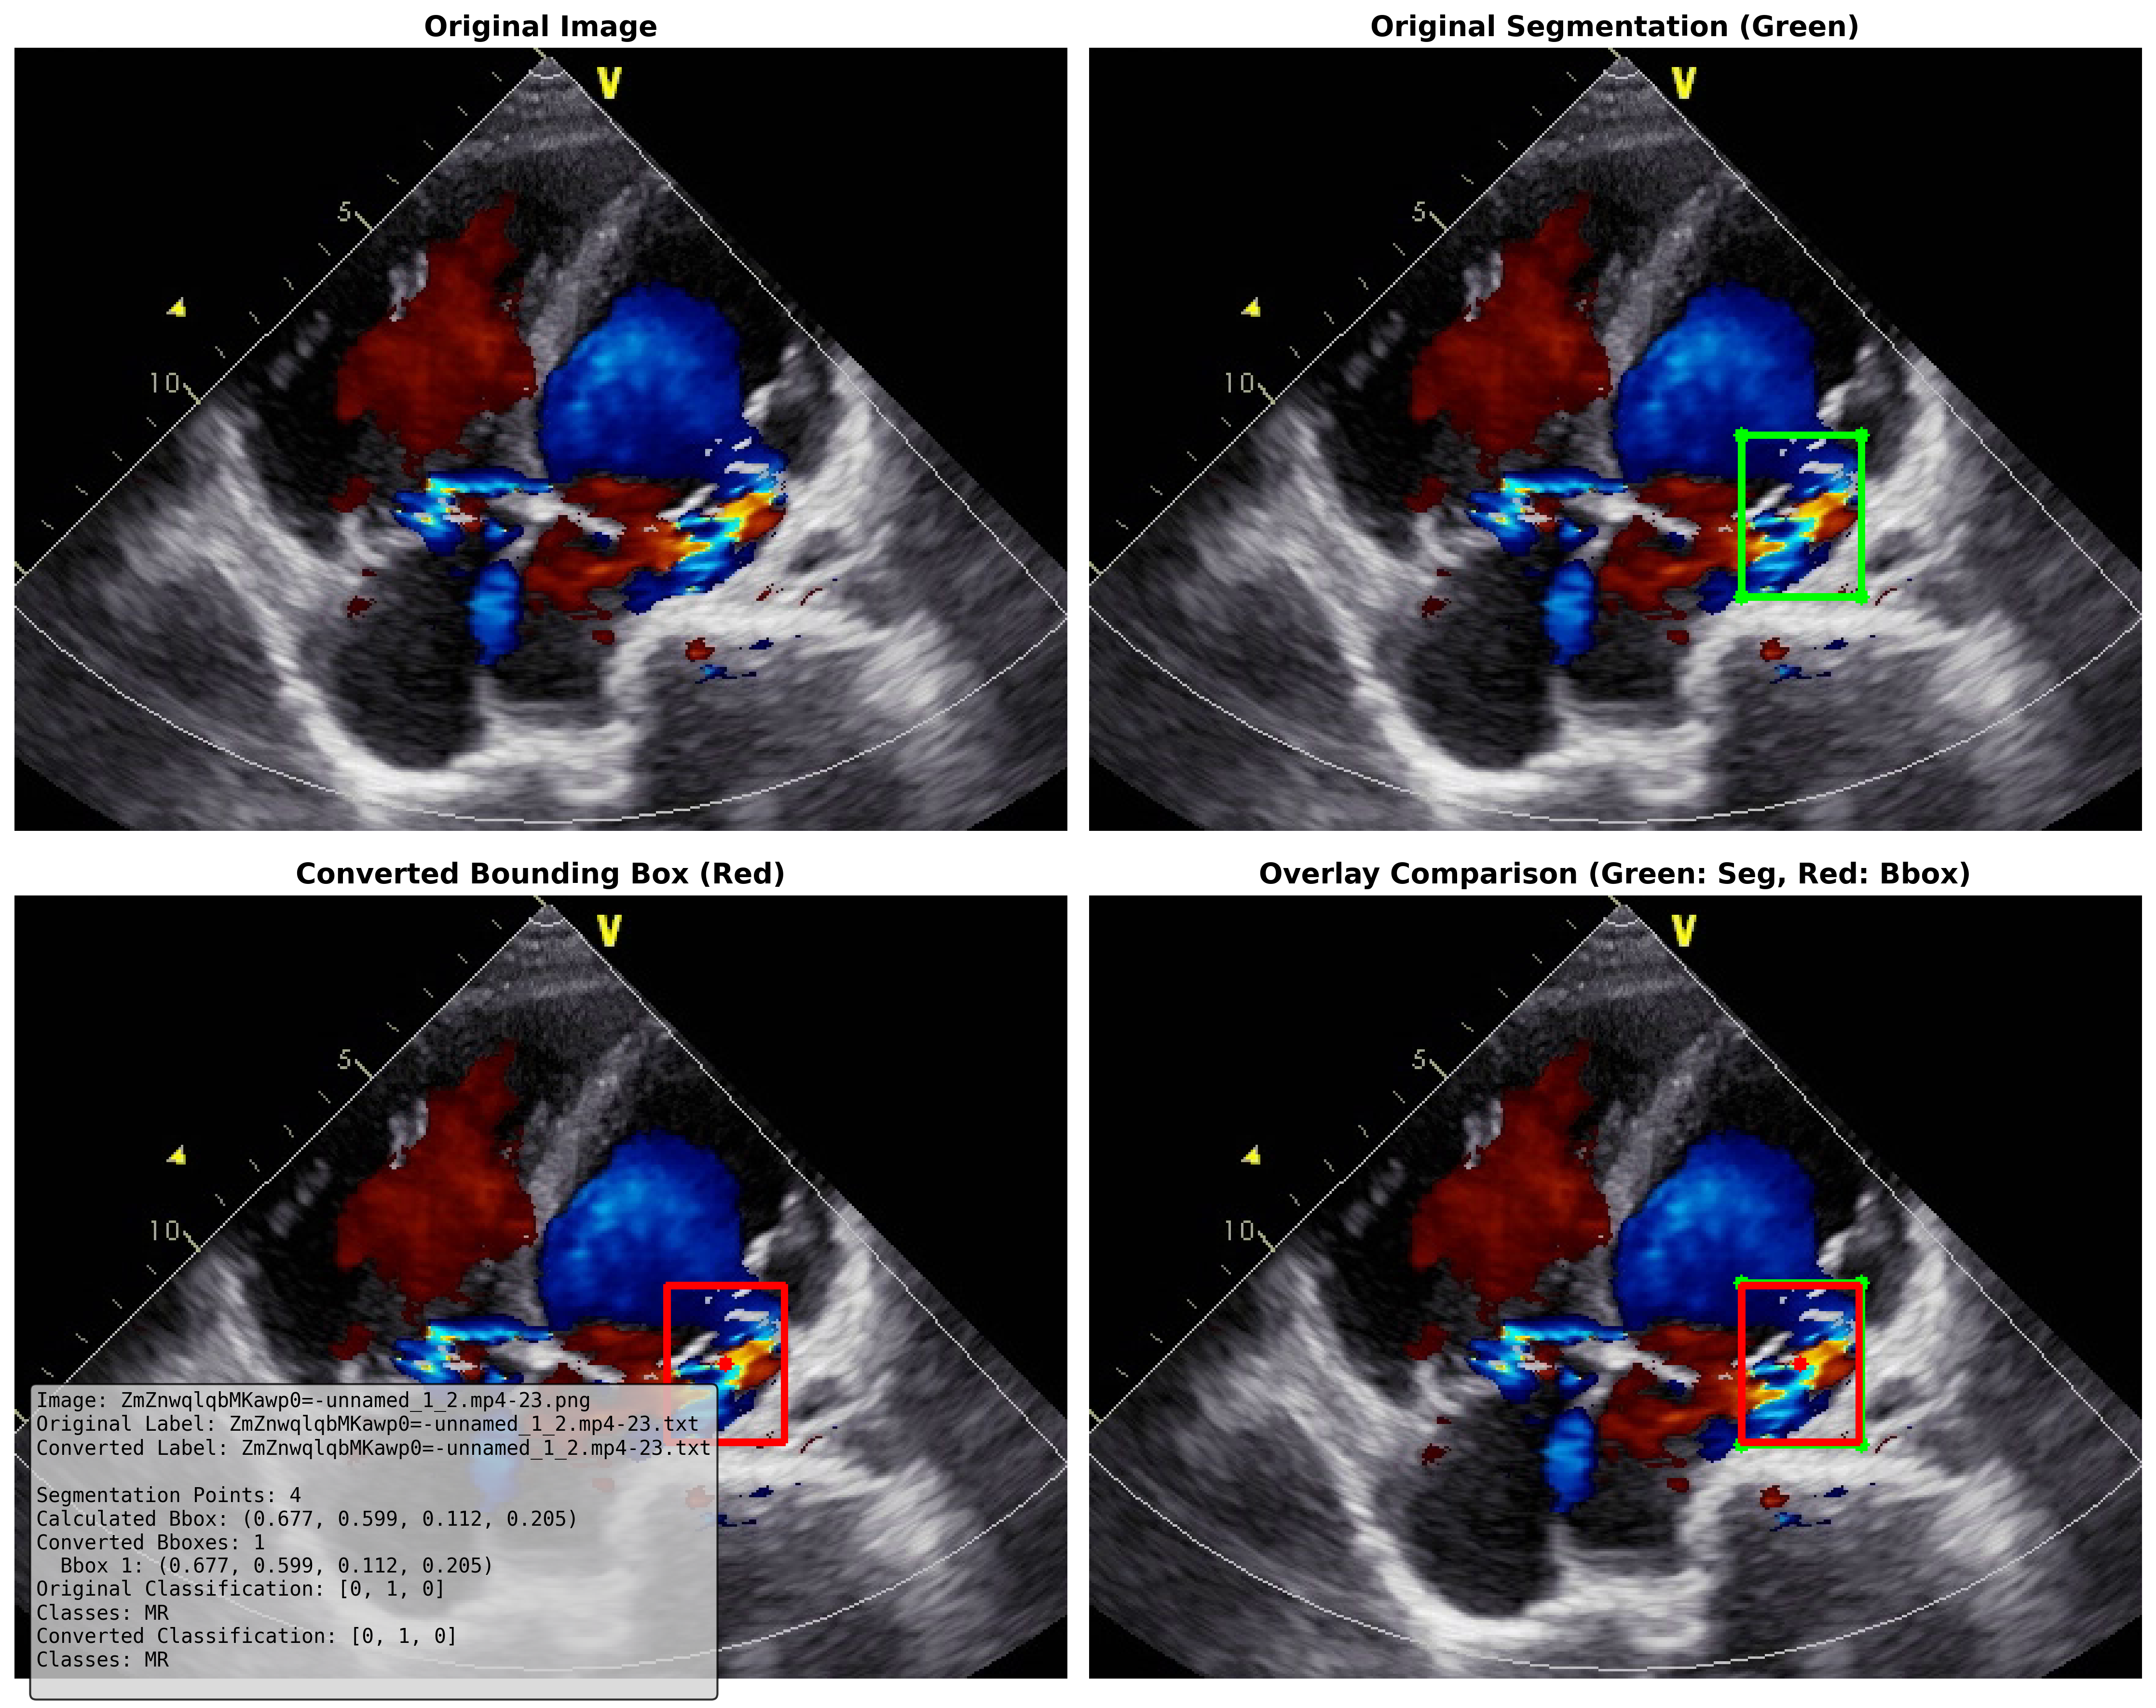 Original Image
Original Segmentation (Green)
V
5
10
V
5
10
Converted Bounding Box (Red)
Overlay Comparison (Green: Seg, Red: Bbox)
V
5
10
V
5
10
Image: ZmZnwqlqbMKawp0=-unnamed_1_2.mp4-23.png
Original Label: ZmZnwqlqbMKawp0=-unnamed_1_2.mp4-23.txt
Converted Label: ZmZnwqlqbMKawp0=-unnamed_1_2.mp4-23.txt
Segmentation Points: 4
Calculated Bbox: (0.677, 0.599, 0.112, 0.205)
Converted Bboxes: 1
Bbox 1: (0.677, 0.599, 0.112, 0.205)
Original Classification: [0, 1, 0]
Classes: MR
Converted Classification: [0, 1, 0]
Classes: MR